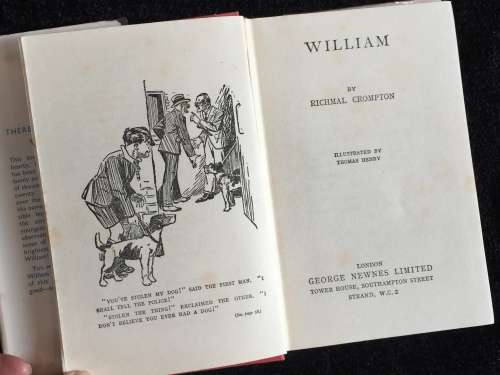 THERE
"YOU'VE STOLEN MY DOG!" SAID THE FIRST MAN. "I
SHALL TELL THE POLICE!"
"STOLEN THE THING!" EXCLAIMED THE OTHER. "I
DON'T BELIEVE YOU EVER HAD A DOG!"
WILLIAM
BY
RICHMAL CROMPTON
ILLUSTRATED BY
THOMAS HENRY
LONDON
GEORGE NEWNES LIMITED
TOWER HOUSE, SOUTHAMPTON STREET
STRAND, W.C.2